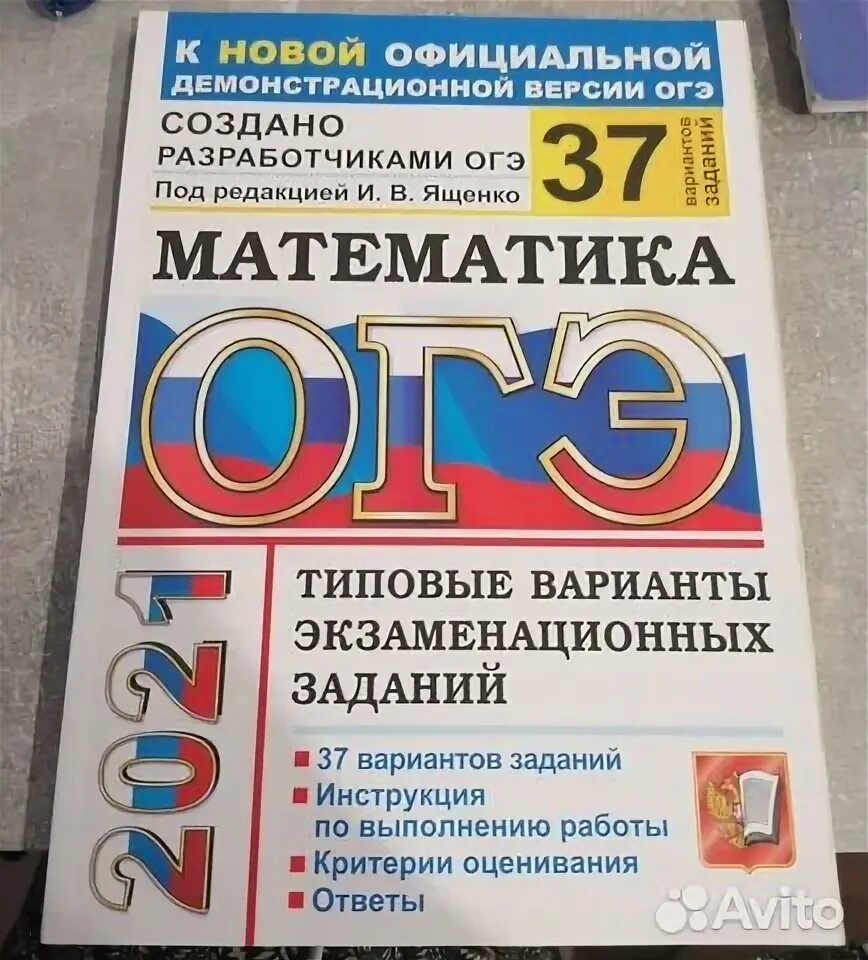 К НОВОЙ ОФИЦИАЛЬНОЙ
ДЕМОНСТРАЦИОННОЙ ВЕРСИИ ОГЭ
СОЗДАНО
РАЗРАБОТЧИКАМИ ОГЭ
Под редакцией И. В. Ященко
37
вариантов
заданий
МАТЕМАТИКА
ОГЭ
2021
ТИПОВЫЕ ВАРИАНТЫ
ЭКЗАМЕНАЦИОННЫХ
ЗАДАНИЙ
37 вариантов заданий
Инструкция
по выполнению работы
Критерии оценивания
Ответы
Avito